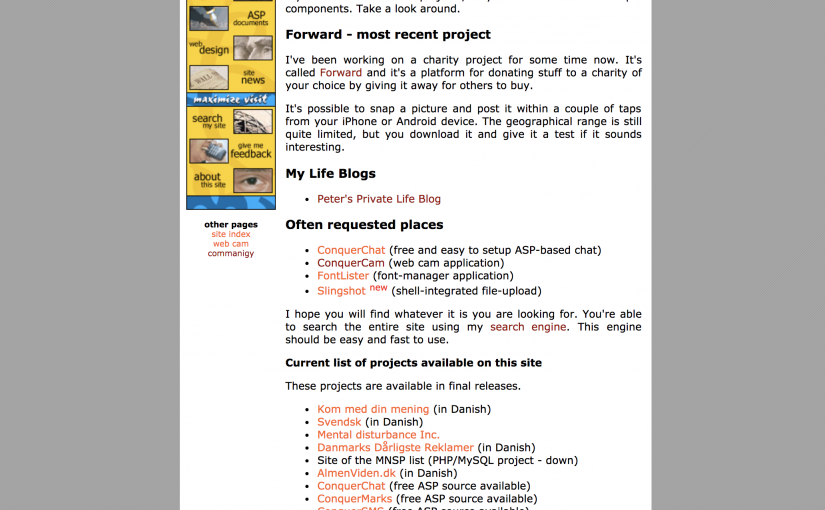 ASP
documents
web
design
site
news
maximize visit
search
my site
give me
feedback
about
this site
other pages
site index
web cam
commanigy
components. Take a look around.
Forward - most recent project
I've been working on a charity project for some time now. It's
called Forward and it's a platform for donating stuff to a charity of
your choice by giving it away for others to buy.
It's possible to snap a picture and post it within a couple of taps
from your iPhone or Android device. The geographical range is still
quite limited, but you download it and give it a test if it sounds
interesting.
My Life Blogs
• Peter's Private Life Blog
Often requested places
• ConquerChat (free and easy to setup ASP-based chat)
• ConquerCam (web cam application)
• FontLister (font-manager application)
• Slingshot new (shell-integrated file-upload)
I hope you will find whatever it is you are looking for. You're able
to search the entire site using my search engine. This engine
should be easy and fast to use.
Current list of projects available on this site
These projects are available in final releases.
• Kom med din mening (in Danish)
• Svendsk (in Danish)
• Mental disturbance Inc.
• Danmarks Dårligste Reklamer (in Danish)
• Site of the MNSP list (PHP/MySQL project - down)
• AlmenViden.dk (in Danish)
• ConquerChat (free ASP source available)
• ConquerMarks (free ASP source available)
• ConquerSMS (free ASP source available)